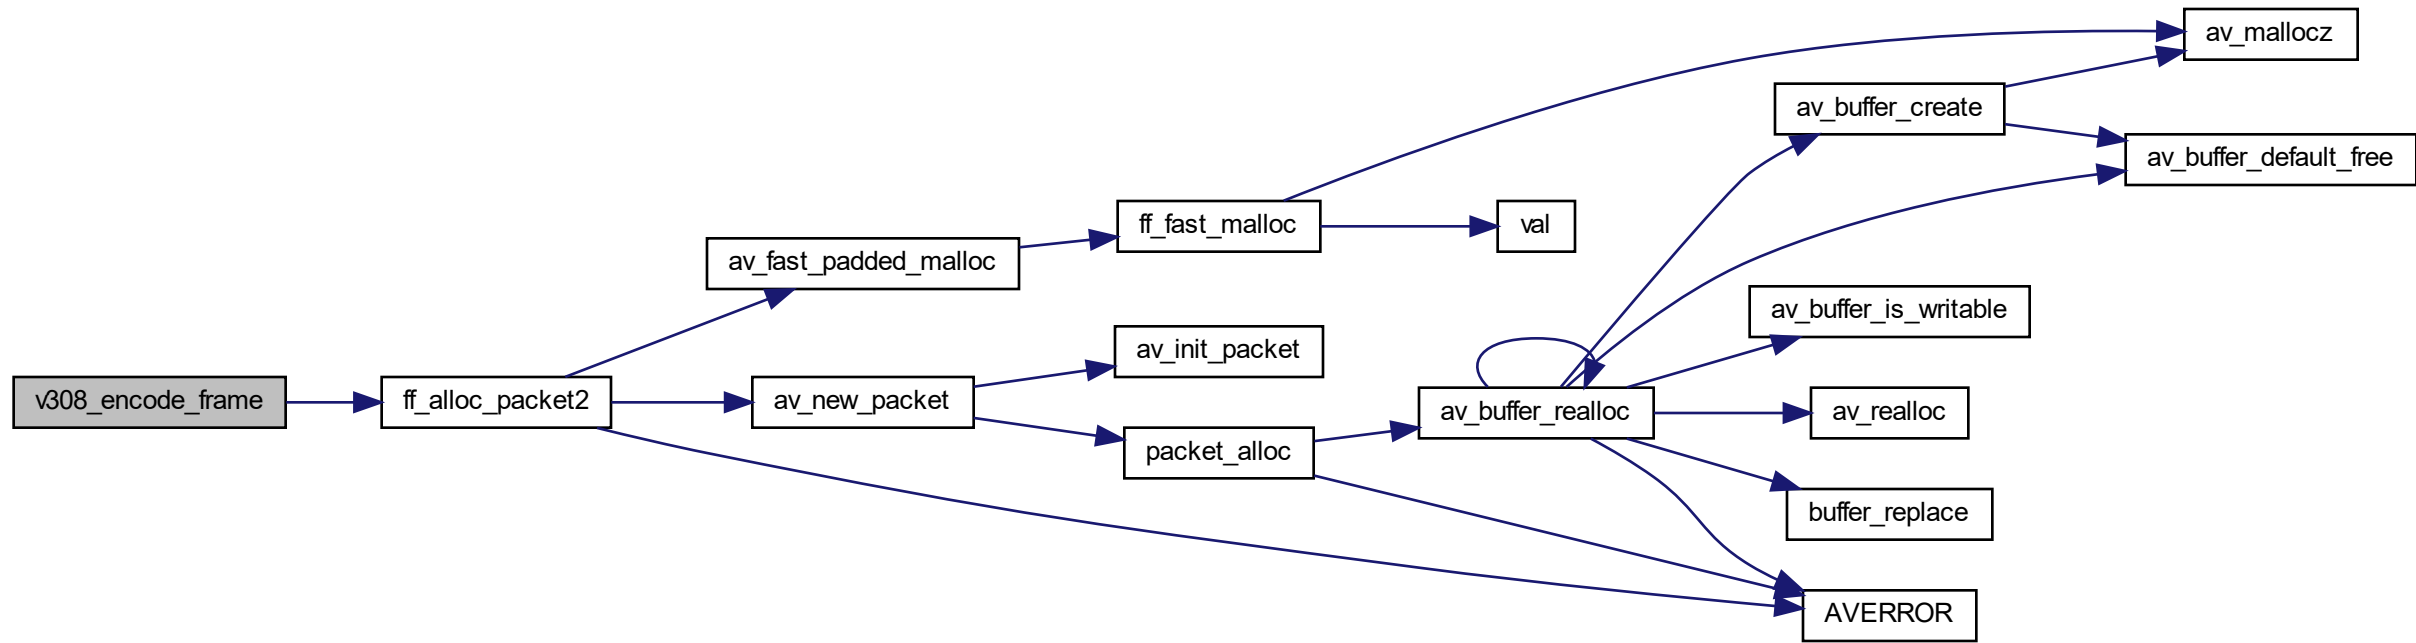 v308_encode_frame
ff_alloc_packet2
av_fast_padded_malloc
av_new_packet
ff_fast_malloc
av_init_packet
packet_alloc
val
av_buffer_realloc
av_mallocz
av_buffer_create
av_buffer_default_free
av_buffer_is_writable
av_realloc
buffer_replace
AVERROR